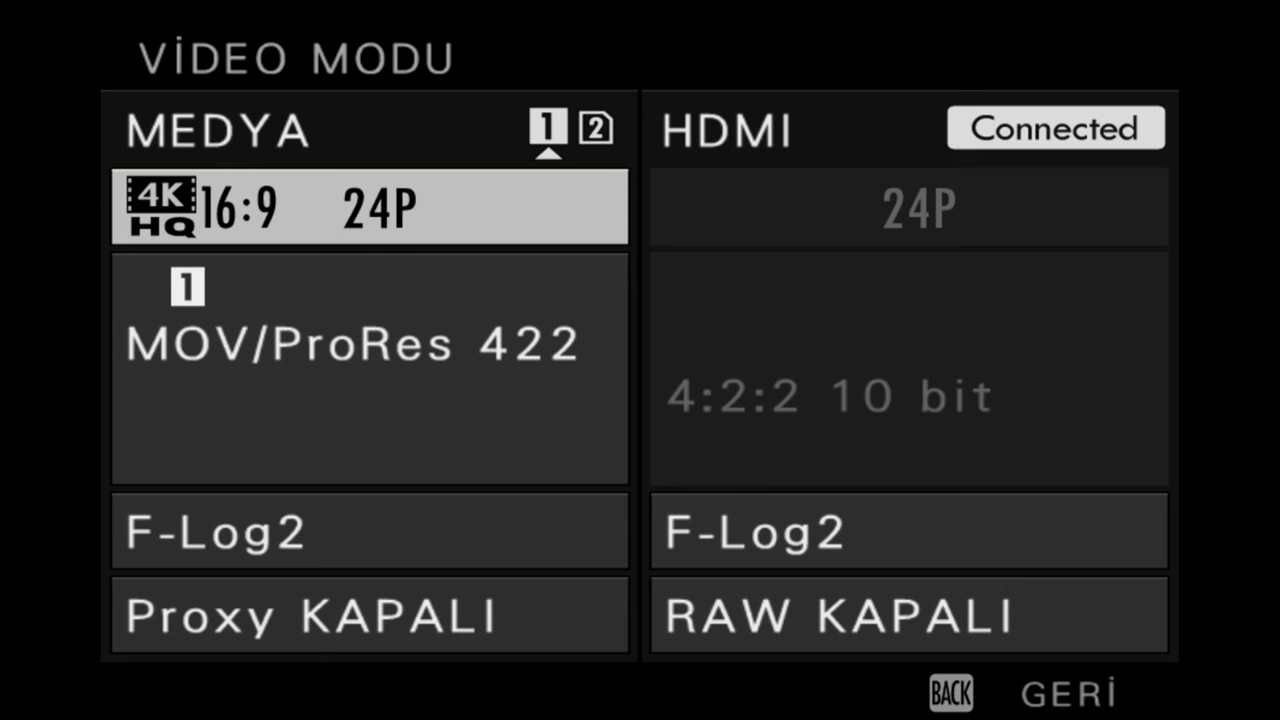 VİDEO MODU
MEDYA 1 2
4K HQ 16:9 24P
1
MOV/ProRes 422
F-Log2
Proxy KAPALI
HDMI Connected
24P
4:2:2 10 bit
F-Log2
RAW KAPALI
BACK GERİ